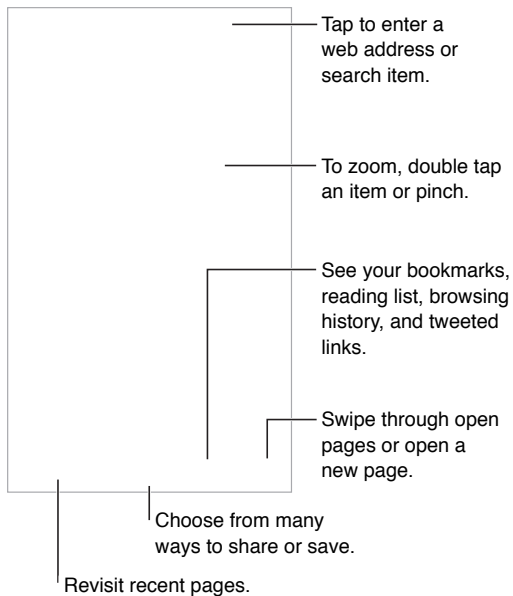 Tap to enter a
web address or
search item.
To zoom, double tap
an item or pinch.
See your bookmarks,
reading list, browsing
history, and tweeted
links.
Swipe through open
pages or open a
new page.
Choose from many
ways to share or save.
Revisit recent pages.